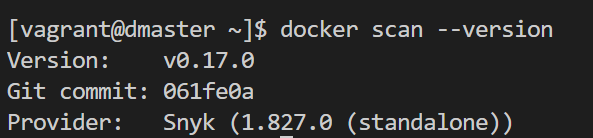 [vagrant@dmaster ~]$ docker scan --version
Version:    v0.17.0
Git commit: 061fe0a
Provider:   Snyk (1.827.0 (standalone))